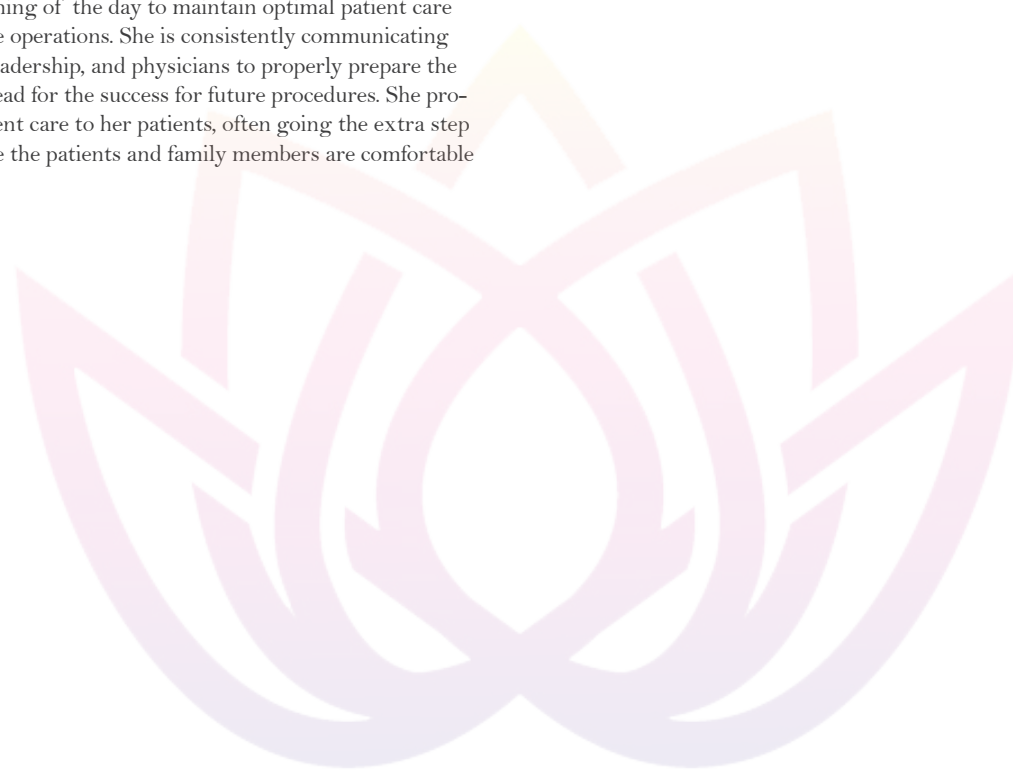 ning of the day to maintain optimal patient care
e operations. She is consistently communicating
adership, and physicians to properly prepare the
ead for the success for future procedures. She pro-
ent care to her patients, often going the extra step
e the patients and family members are comfortable